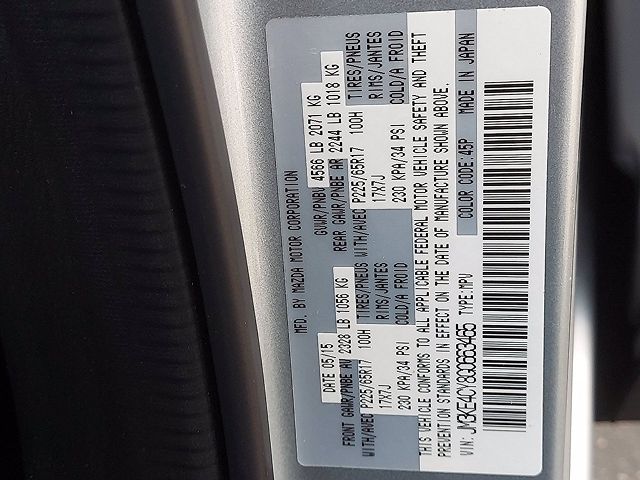 MFD. BY MAZDA MOTOR CORPORATION
DATE 05/15 GVWR/PNBV 4566 LB 2071 KG
FRONT GAWR/PNBE AV 2328 LB 1056 KG REAR GAWR/PNBE AR 2244 LB 1018 KG
WITH/AVEC P225/65R17 100H TIRES/PNEUS WITH/AVEC P225/65R17 100H TIRES/PNEUS
17X7J RIMS/JANTES 17X7J RIMS/JANTES
230 KPA/34 PSI COLD/A FROID 230 KPA/34 PSI COLD/A FROID
THIS VEHICLE CONFORMS TO ALL APPLICABLE FEDERAL MOTOR VEHICLE SAFETY AND THEFT
PREVENTION STANDARDS IN EFFECT ON THE DATE OF MANUFACTURE SHOWN ABOVE.
COLOR CODE:45P MADE IN JAPAN
VIN: JM3KE4CY8G0663465 TYPE:MPV